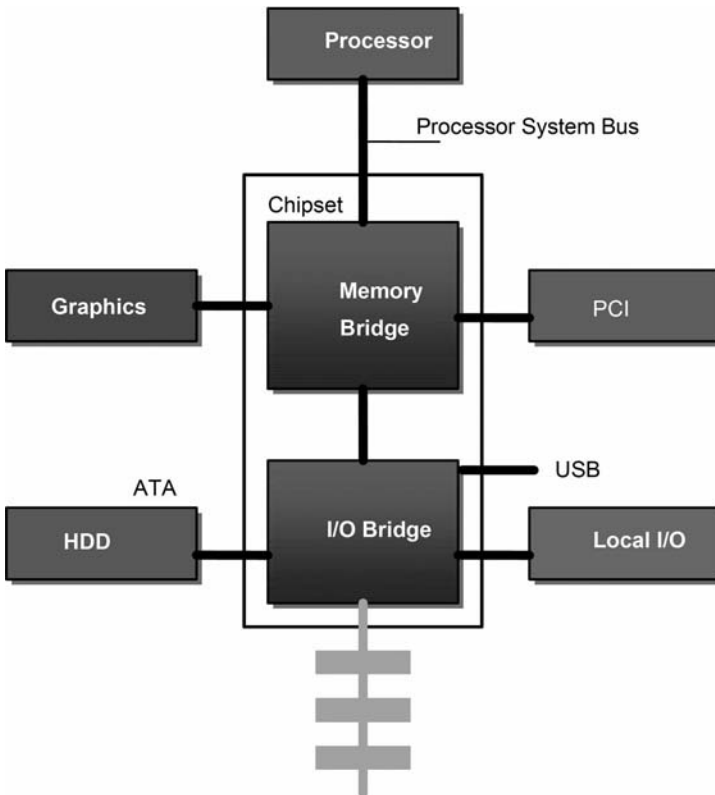 Processor
Processor System Bus
Chipset
Graphics
Memory
Bridge
PCI
ATA
USB
HDD
I/O Bridge
Local I/O